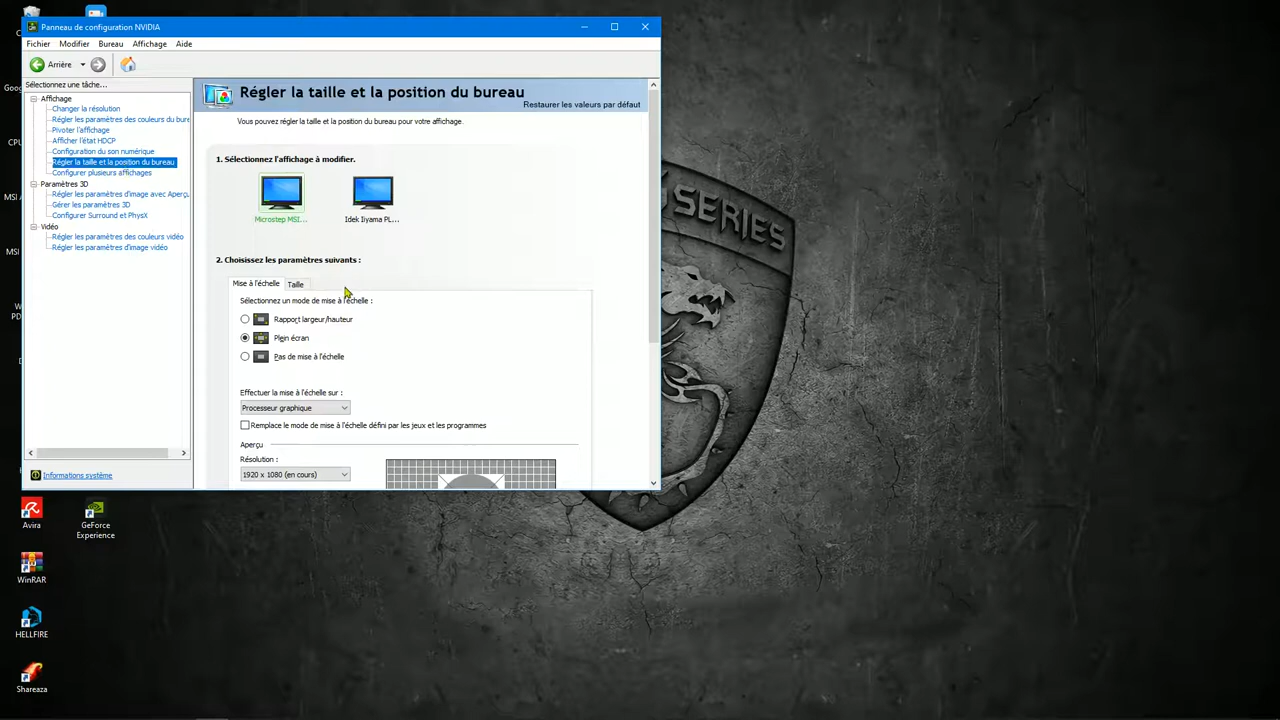 Panneau de configuration NVIDIA
Fichier Modifier Bureau Affichage Aide
Arrière
Sélectionnez une tâche...
Affichage
Changer la résolution
Régler les paramètres des couleurs du bure
Pivoter l'affichage
Afficher l'état HDCP
Configuration du son numérique
Régler la taille et la position du bureau
Configurer plusieurs affichages
Paramètres 3D
Régler les paramètres d'image avec Aperçu
Gérer les paramètres 3D
Configurer Surround et PhysX
Vidéo
Régler les paramètres des couleurs vidéo
Régler les paramètres d'image vidéo
Informations système
Régler la taille et la position du bureau
Restaurer les valeurs par défaut
Vous pouvez régler la taille et la position du bureau pour votre affichage.
1. Sélectionnez l'affichage à modifier.
Microstep MSI...
Idek Iiyama PL...
2. Choisissez les paramètres suivants :
Mise à l'échelle Taille
Sélectionnez un mode de mise à l'échelle :
Rapport largeur/hauteur
Plein écran
Pas de mise à l'échelle
Effectuer la mise à l'échelle sur :
Processeur graphique
Remplace le mode de mise à l'échelle défini par les jeux et les programmes
Aperçu
Résolution :
1920 x 1080 (en cours)
SERIES
Goo
CPU
MSI
MSI
Avira
GeForce
Experience
WinRAR
HELLFIRE
Shareaza